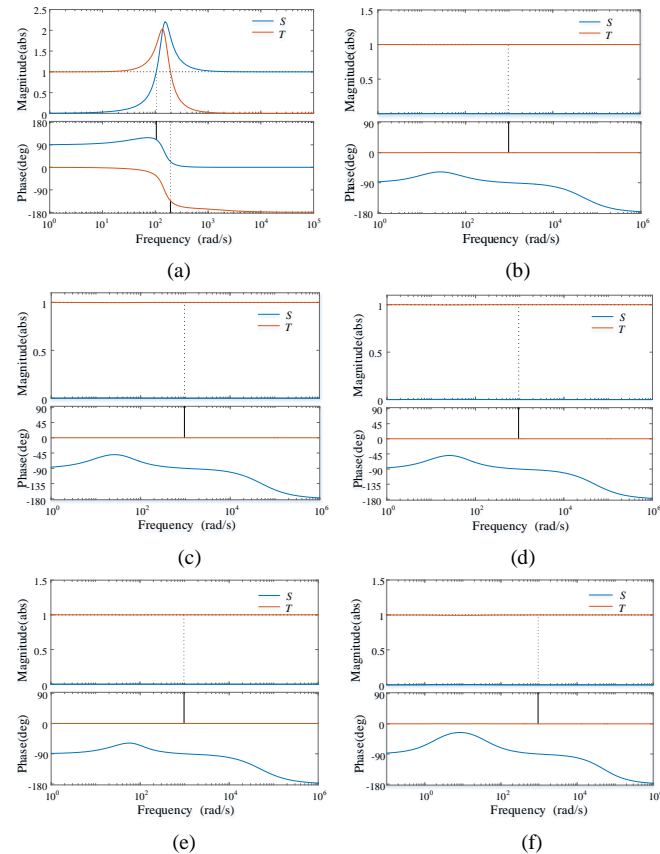 2.5
2
1.5
1
0.5
0
Magnitude(abs)
S
T
180
90
0
-90
-180
Phase(deg)
10^0 10^1 10^2 10^3 10^4 10^5
Frequency (rad/s)
(a)
1.5
1
0.5
0
Magnitude(abs)
S
T
90
0
-90
-180
Phase(deg)
10^0 10^2 10^4 10^6
Frequency (rad/s)
(b)
1
0.5
0
Magnitude(abs)
S
T
90
45
0
-45
-90
-135
-180
Phase(deg)
10^0 10^2 10^4 10^6
Frequency (rad/s)
(c)
1
0.5
0
Magnitude(abs)
S
T
90
45
0
-45
-90
-135
-180
Phase(deg)
10^0 10^2 10^4 10^6
Frequency (rad/s)
(d)
1.5
1
0.5
0
Magnitude(abs)
S
T
90
0
-90
-180
Phase(deg)
10^0 10^2 10^4 10^6
Frequency (rad/s)
(e)
1.5
1
0.5
0
Magnitude(abs)
S
T
90
0
-90
-180
Phase(deg)
10^0 10^2 10^4 10^6
Frequency (rad/s)
(f)